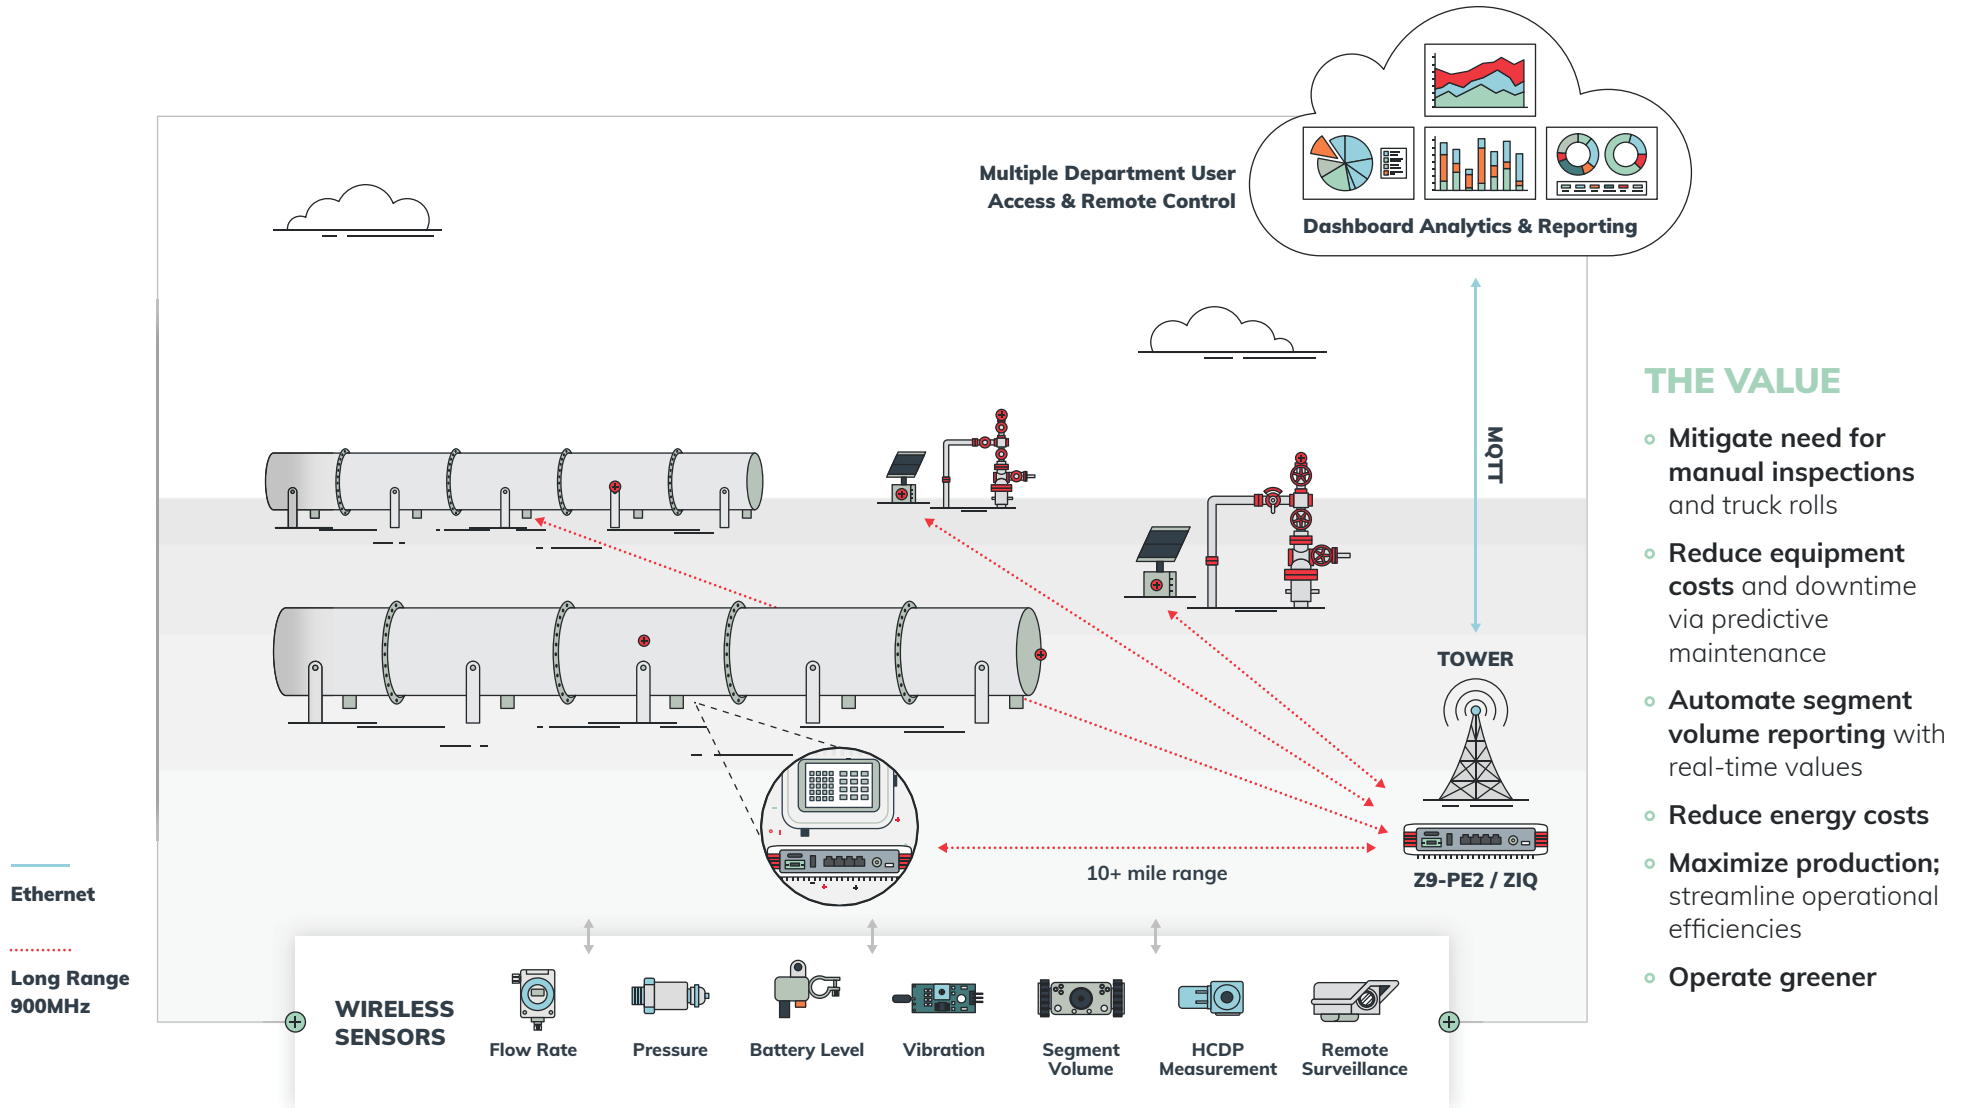 Multiple Department User
Access & Remote Control
Dashboard Analytics & Reporting
MQTT
TOWER
Z9-PE2 / ZIQ
10+ mile range
Ethernet
Long Range
900MHz
WIRELESS
SENSORS
Flow Rate
Pressure
Battery Level
Vibration
Segment
Volume
HCDP
Measurement
Remote
Surveillance
THE VALUE
Mitigate need for
manual inspections
and truck rolls
Reduce equipment
costs and downtime
via predictive
maintenance
Automate segment
volume reporting with
real-time values
Reduce energy costs
Maximize production;
streamline operational
efficiencies
Operate greener